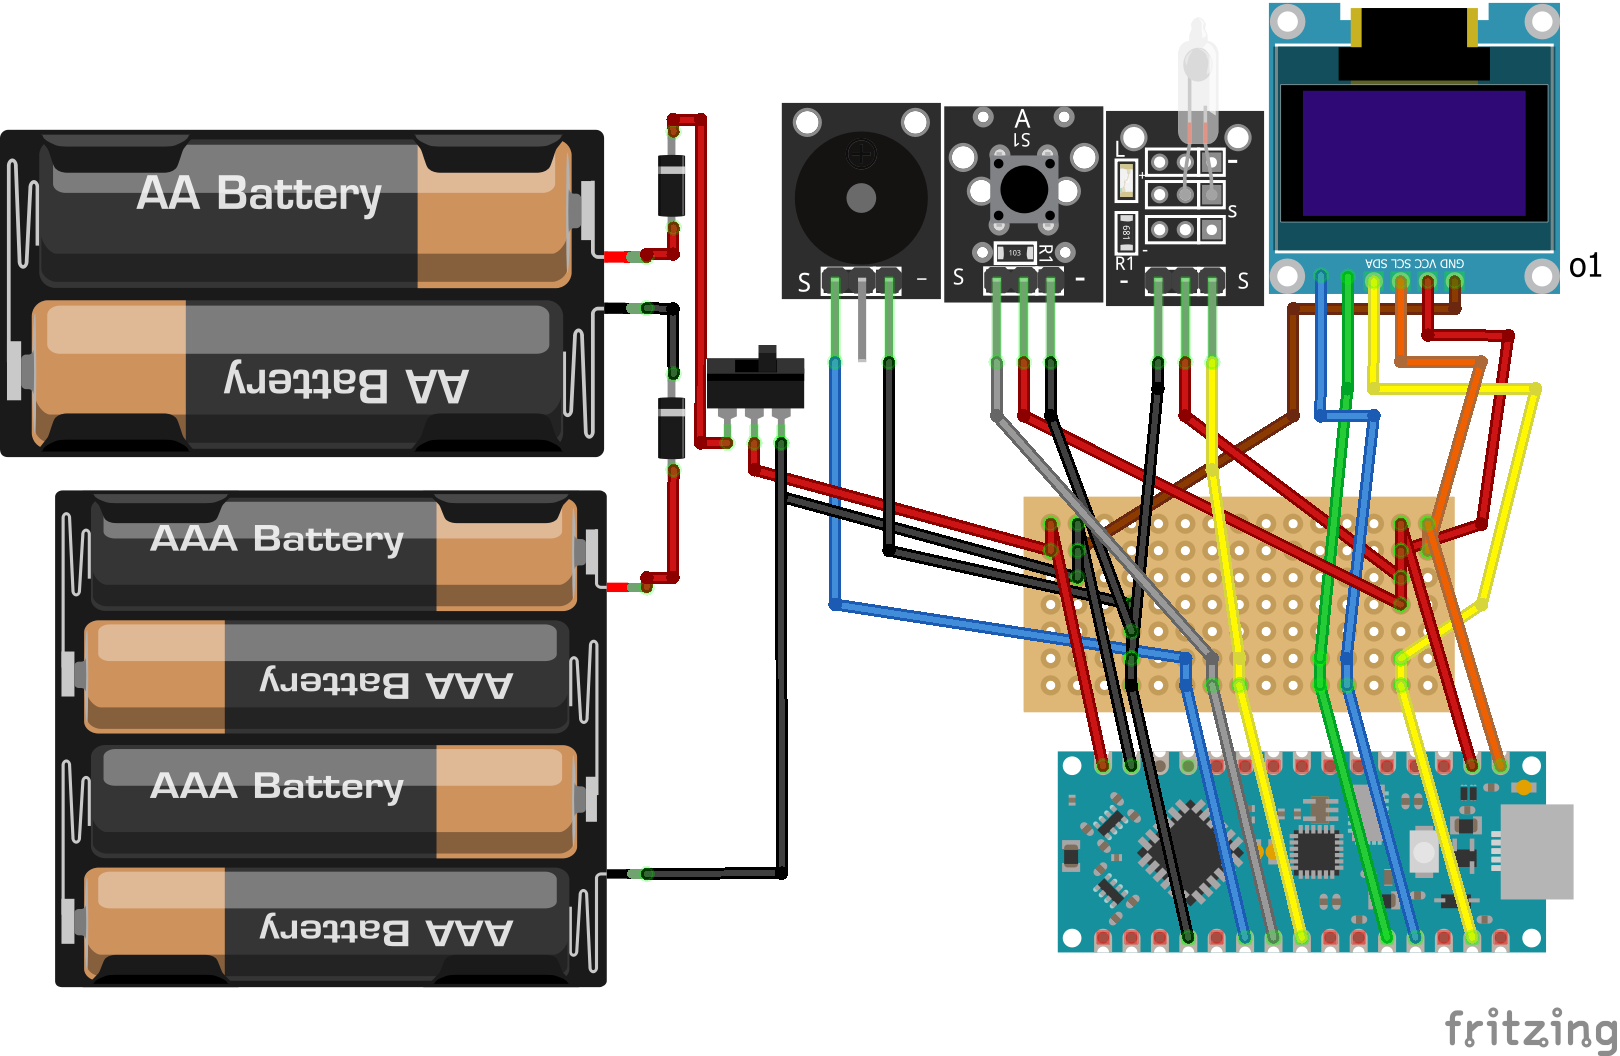 AA Battery
AA Battery
AAA Battery
AAA Battery
AAA Battery
AAA Battery
S
-
A
S1
103
R1
S
-
L
+
-
S
681
-
R1
-
S
SDA SCL VCC GND
o1
fritzing